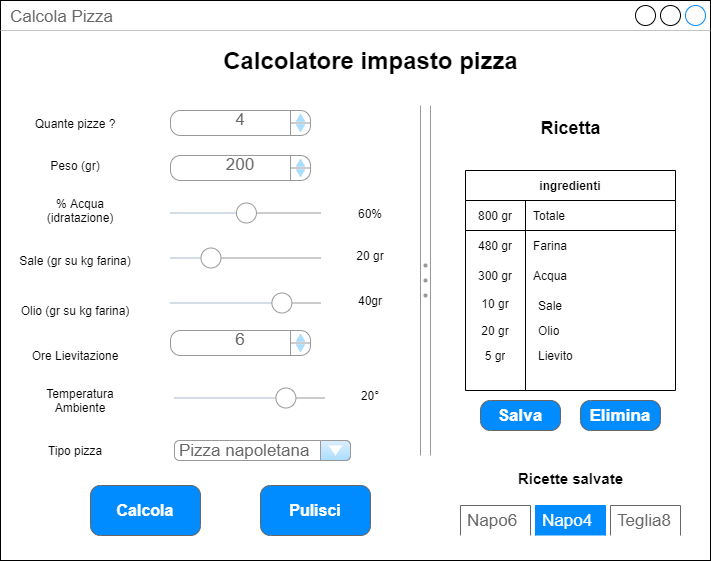 Calcola Pizza
Calcolatore impasto pizza
Quante pizze ?
4
Peso (gr)
200
% Acqua
(idratazione)
60%
Sale (gr su kg farina)
20 gr
Olio (gr su kg farina)
40gr
Ore Lievitazione
6
Temperatura
Ambiente
20°
Tipo pizza
Pizza napoletana
Calcola
Pulisci
Ricetta
ingredienti
800 gr Totale
480 gr Farina
300 gr Acqua
10 gr Sale
20 gr Olio
5 gr Lievito
Salva
Elimina
Ricette salvate
Napo6 Napo4 Teglia8